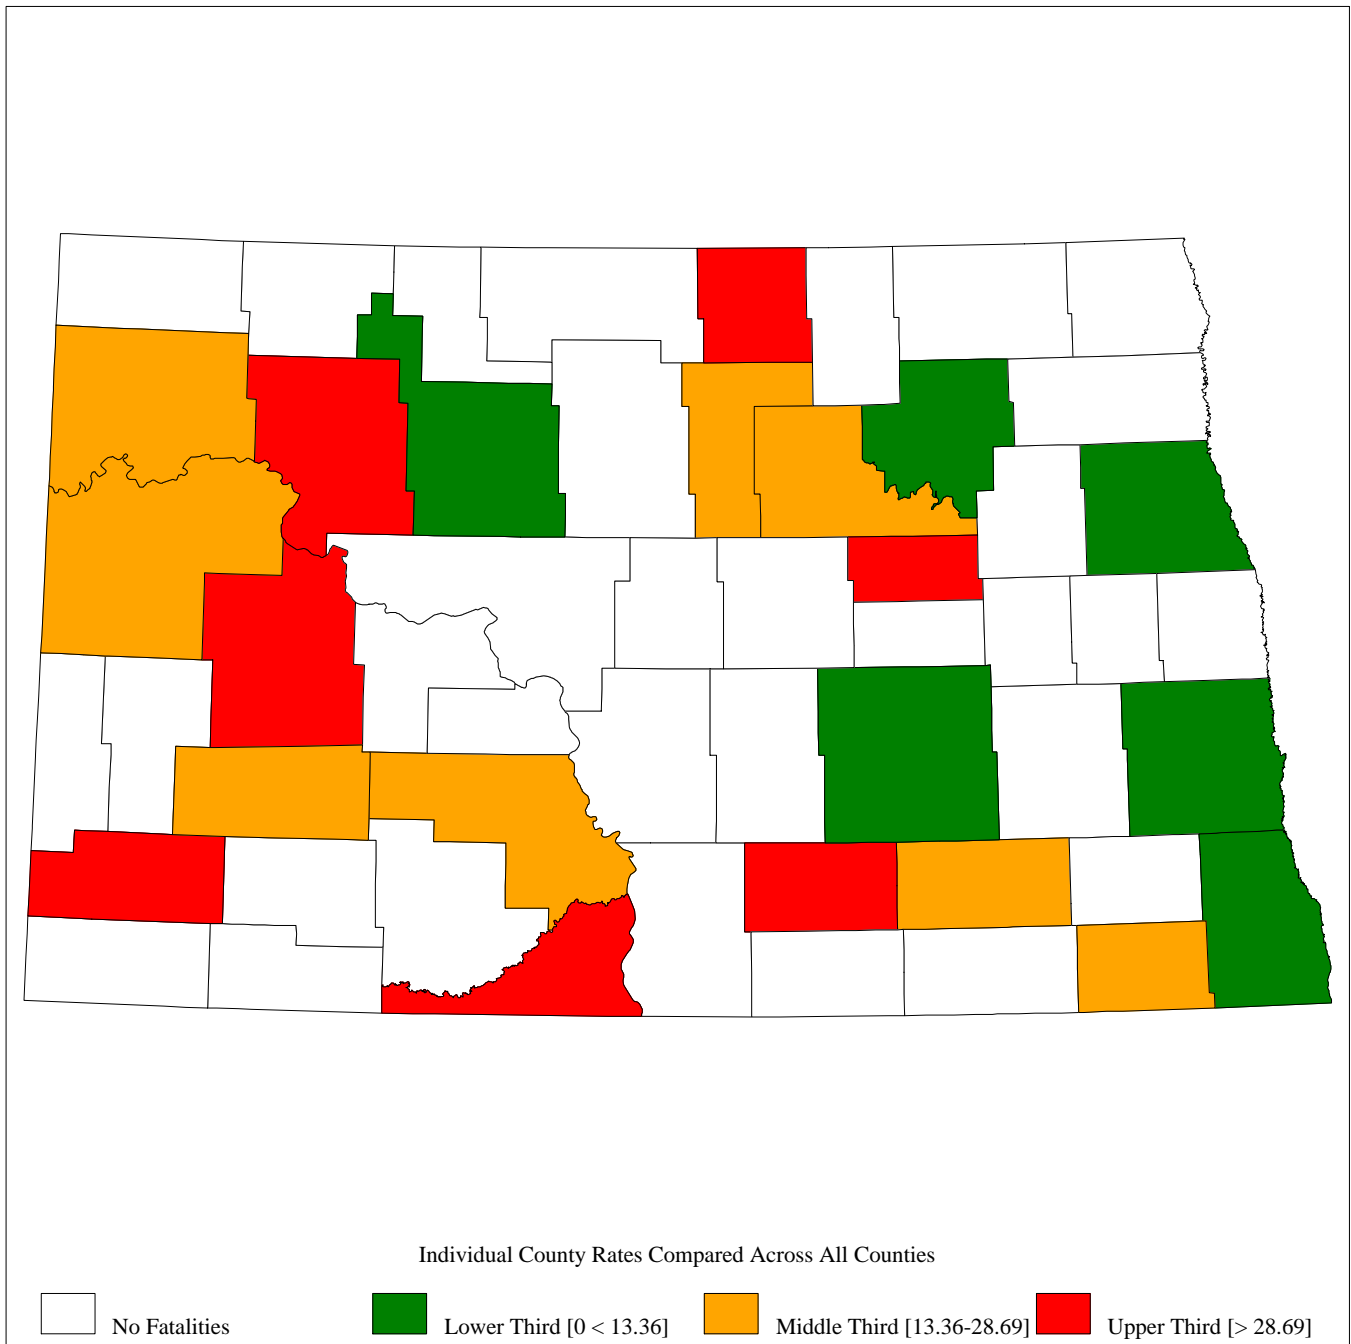 Individual County Rates Compared Across All Counties
No Fatalities Lower Third [0 < 13.36] Middle Third [13.36-28.69] Upper Third [> 28.69]